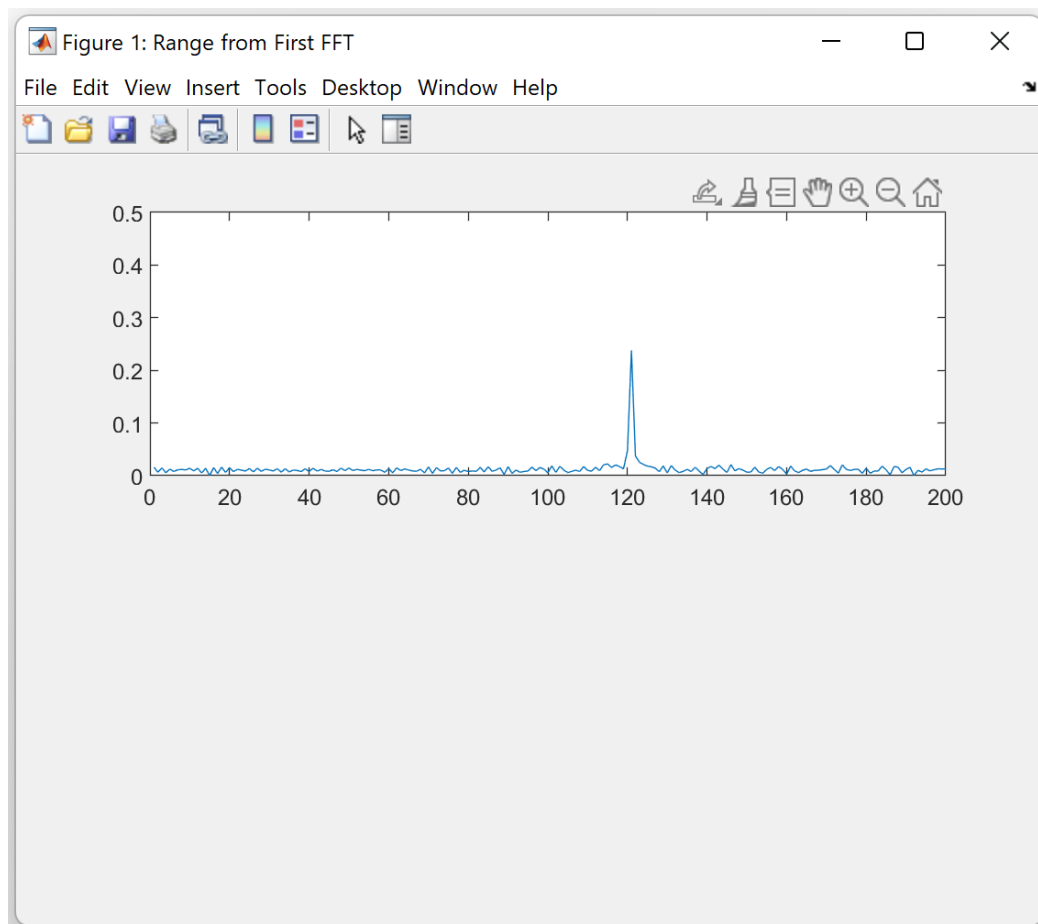 Figure 1: Range from First FFT
File Edit View Insert Tools Desktop Window Help
0.5
0.4
0.3
0.2
0.1
0
0 20 40 60 80 100 120 140 160 180 200